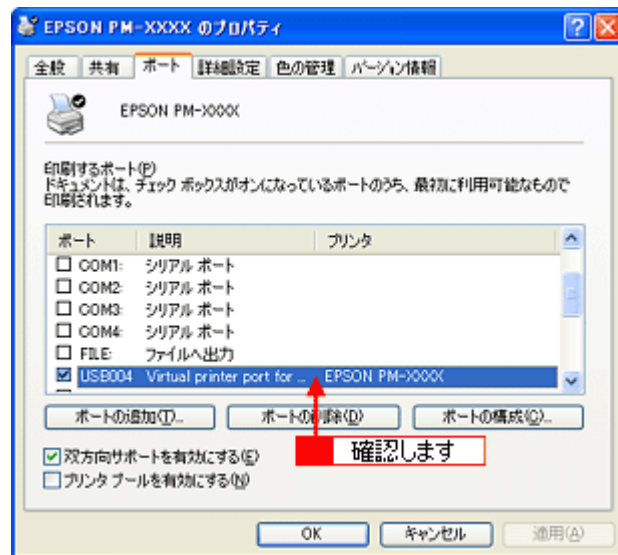 EPSON PM-XXXX のプロパティ
全般 共有 ポート 詳細設定 色の管理 バージョン情報
EPSON PM-XXXX
印刷するポート(P)
ドキュメントは、チェック ボックスがオンになっているポートのうち、最初に利用可能なもので
印刷されます。
ポート 説明 プリンタ
COM1: シリアル ポート
COM2: シリアル ポート
COM3: シリアル ポート
COM4: シリアル ポート
FILE: ファイルへ出力
USB004 Virtual printer port for ... EPSON PM-XXXX
ポートの追加(T)... ポートの削除(D) ポートの構成(C)...
確認します
双方向サポートを有効にする(E)
プリンタ プールを有効にする(N)
OK キャンセル 適用(A)